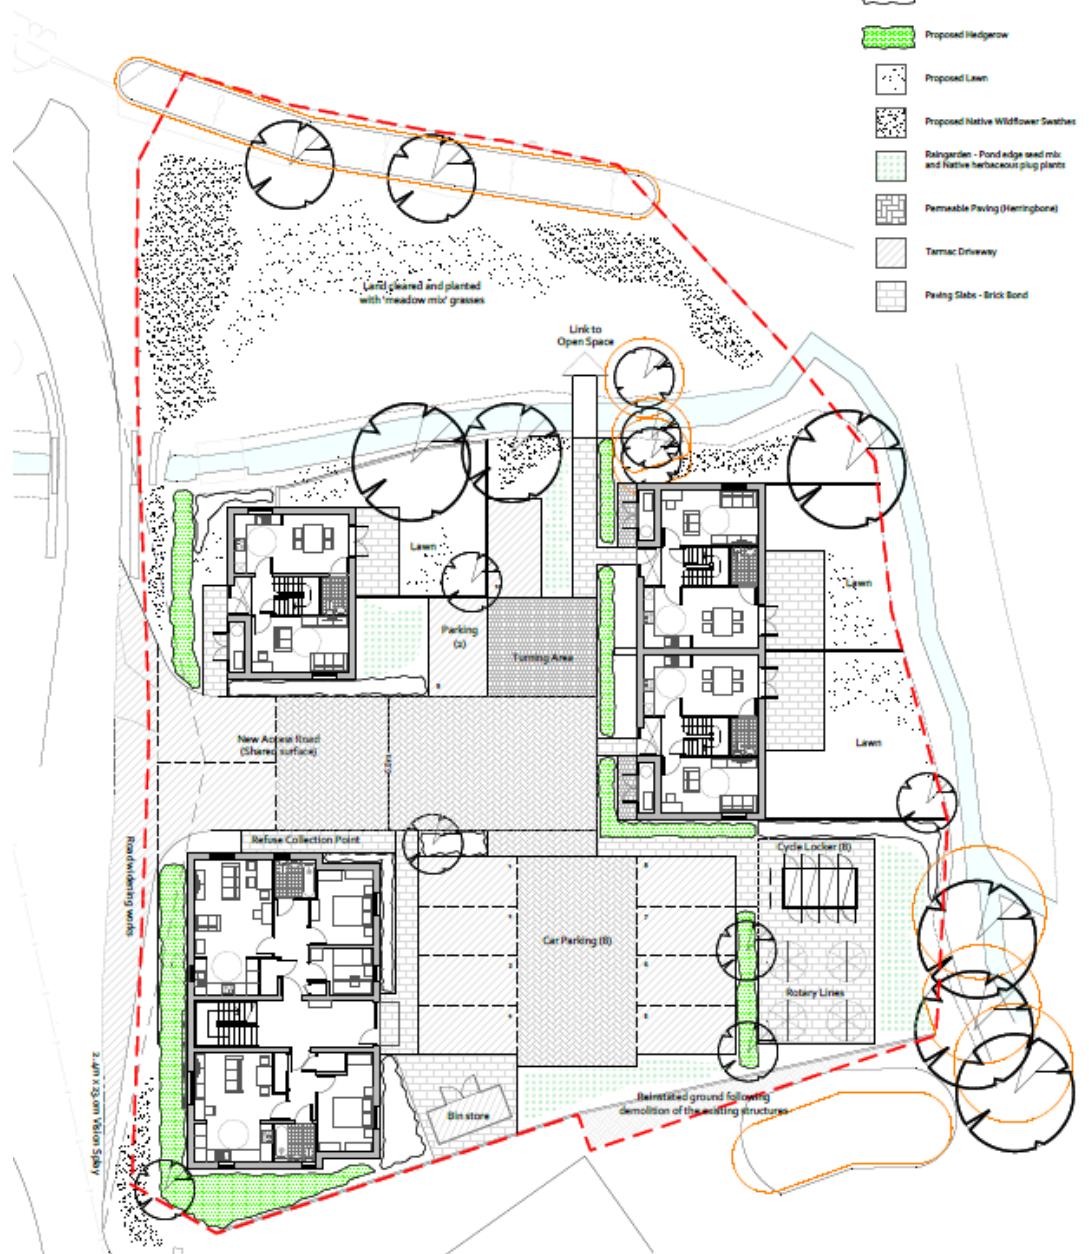 Proposed Hedgerow
Proposed Lawn
Proposed Native Wildflower Swathes
Raingarden - Pond edge seed mix
and Native herbaceous plug plants
Permeable Paving (Herringbone)
Tarmac Driveway
Paving Slabs - Brick Bond
Land cleared and planted
with 'meadow mix' grasses
Link to
Open Space
Lawn
Lawn
Parking
(2)
Turning Area
New Access Road
(Shared surface)
Lawn
Refuse Collection Point
Cycle Locker (8)
Road widening works
Car Parking (8)
Rotary Lines
2.4m x 23.0m Vision Splay
Bin store
Reinstated ground following
demolition of the existing structures